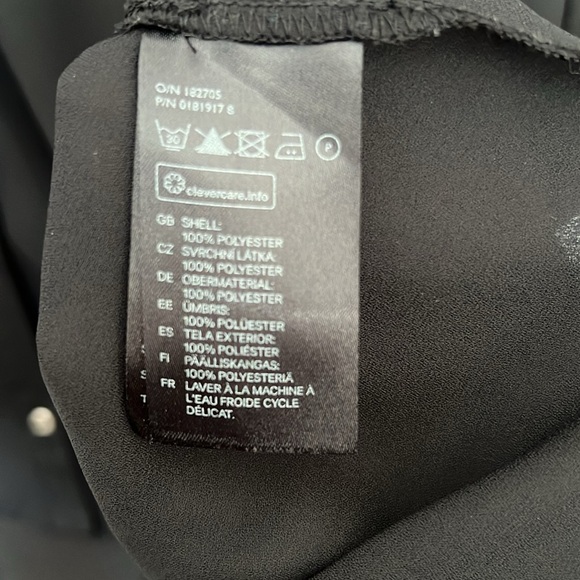 O/N 182705
P/N 0181917 8
30
P
clevercare.info
GB SHELL:
100% POLYESTER
CZ SVRCHNÍ LÁTKA:
100% POLYESTER
DE OBERMATERIAL:
100% POLYESTER
EE ÜMBRIS:
100% POLÜESTER
ES TELA EXTERIOR:
100% POLIÉSTER
FI PÄÄLLISKANGAS:
100% POLYESTERIÄ
FR LAVER À LA MACHINE À
L'EAU FROIDE CYCLE
DÉLICAT.